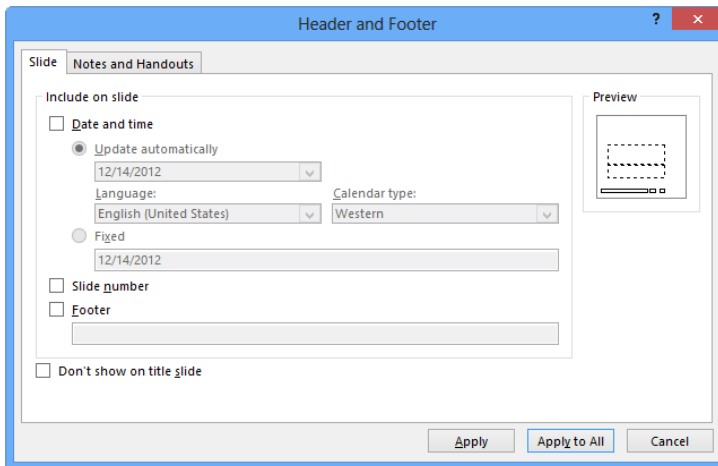 Header and Footer
?
Slide Notes and Handouts
Include on slide
Preview
Date and time
Update automatically
12/14/2012
Language: Calendar type:
English (United States) Western
Fixed
12/14/2012
Slide number
Footer
Don't show on title slide
Apply Apply to All Cancel